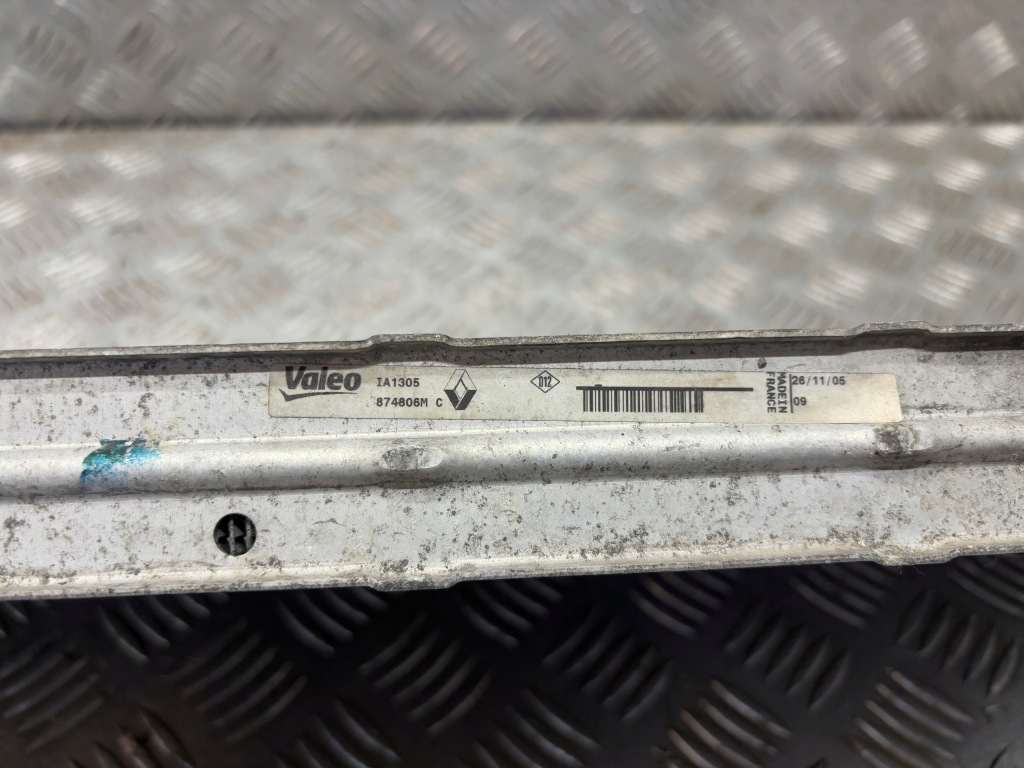 Valeo
IA1305
874806M C
D12
MADE IN
FRANCE
26/11/05
09